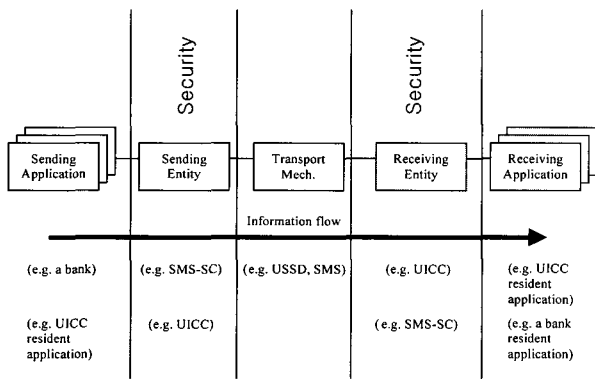 Security
Security
Sending
Application
Sending
Entity
Transport
Mech.
Receiving
Entity
Receiving
Application
Information flow
(e.g. a bank)
(e.g. SMS-SC)
(e.g. USSD, SMS)
(e.g. UICC)
(e.g. UICC
resident
application)
(e.g. UICC
resident
application)
(e.g. UICC)
(e.g. SMS-SC)
(e.g. a bank
resident
application)